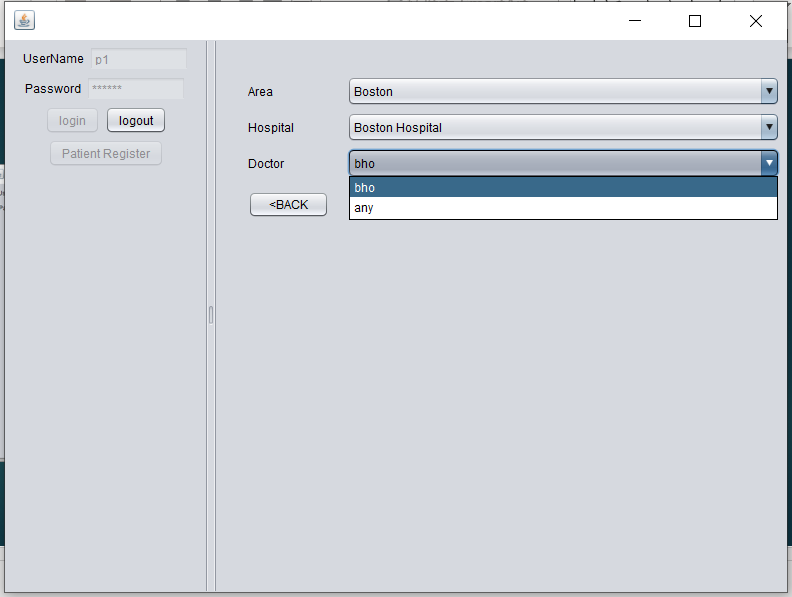 UserName p1
Password ******
login logout
Patient Register
Area Boston
Hospital Boston Hospital
Doctor bho
bho
any
<BACK